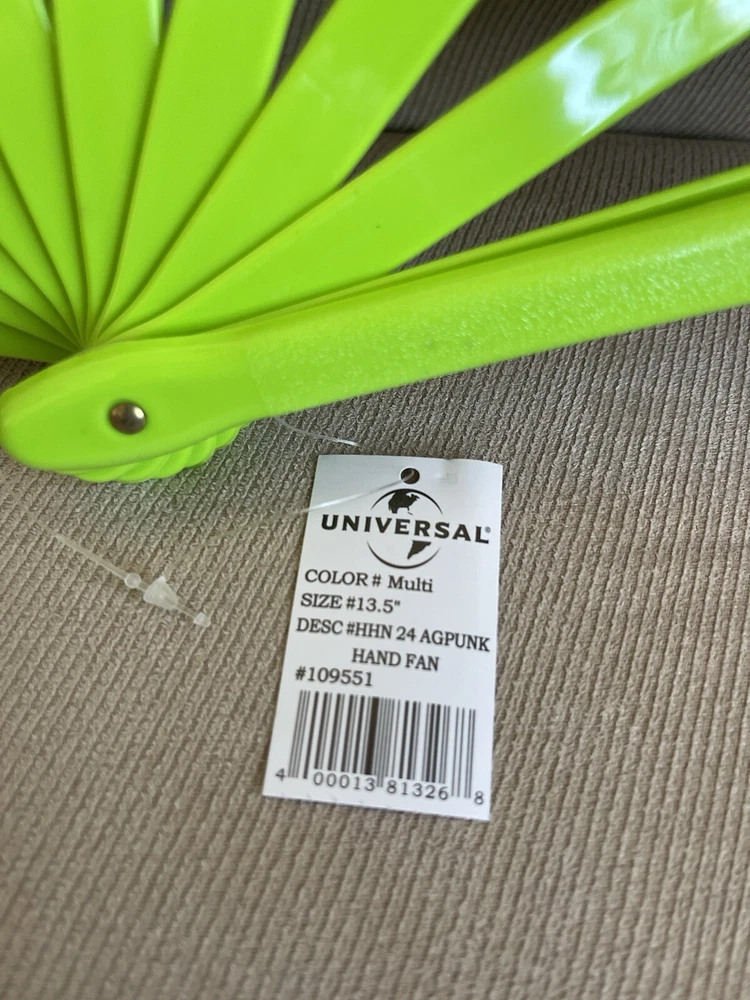 UNIVERSAL®
COLOR # Multi
SIZE #13.5"
DESC #HHN 24 AGPUNK
HAND FAN
#109551
4 00013 81326 8